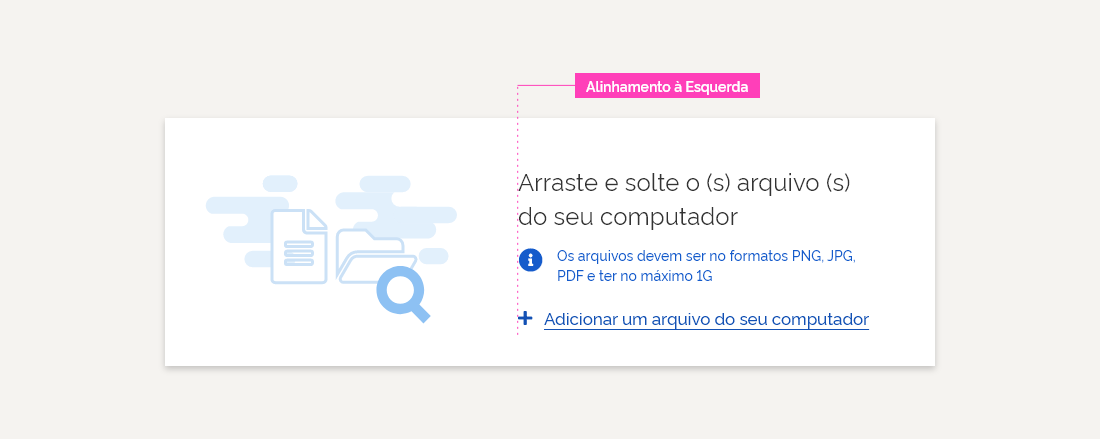 Alinhamento à Esquerda
Arraste e solte o (s) arquivo (s)
do seu computador
Os arquivos devem ser no formatos PNG, JPG,
PDF e ter no máximo 1G
Adicionar um arquivo do seu computador